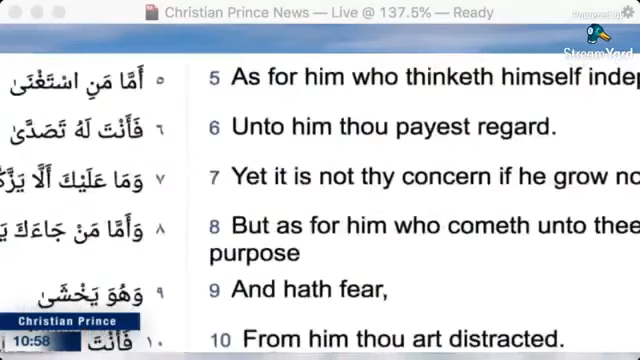 Christian Prince News — Live @ 137.5% — Ready
Powered by
StreamYard
٥ أَمَّا مَنِ اسْتَغْنَىٰ
5 As for him who thinketh himself indep
٦ فَأَنْتَ لَهُ تَصَدَّىٰ
6 Unto him thou payest regard.
٧ وَمَا عَلَيْكَ أَلَّا يَزَّكَّ
7 Yet it is not thy concern if he grow no
٨ وَأَمَّا مَنْ جَاءَكَ يَ
8 But as for him who cometh unto thee
purpose
٩ وَهُوَ يَخْشَىٰ
9 And hath fear,
١٠ فَأَنْتَ
10 From him thou art distracted.
Christian Prince
10:58